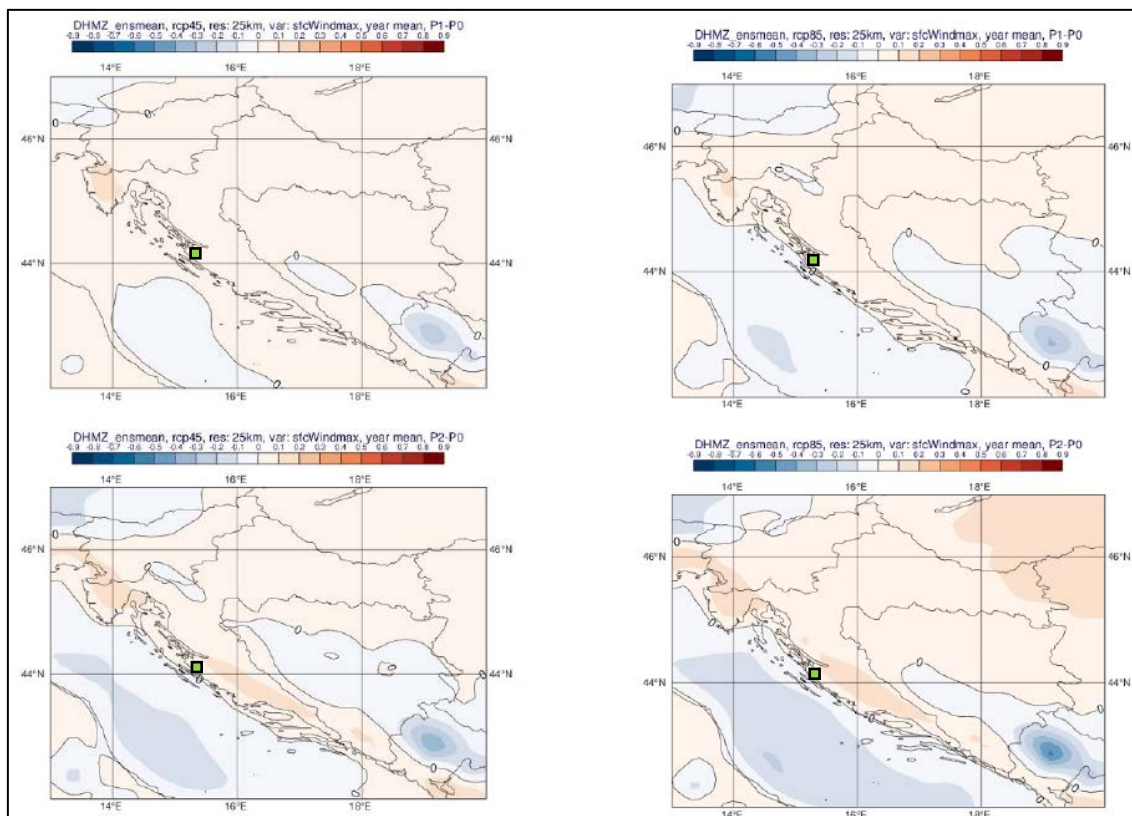 DHMZ_ensmean, rcp45, res: 25km, var: sfcWindmax, year mean, P1-P0
-0.9 -0.8 -0.7 -0.6 -0.5 -0.4 -0.3 -0.2 -0.1 0 0.1 0.2 0.3 0.4 0.5 0.6 0.7 0.8 0.9
14°E 16°E 18°E
0 0
46°N 46°N
0
44°N 44°N
0
0
14°E 16°E 18°E
DHMZ_ensmean, rcp85, res: 25km, var: sfcWindmax, year mean, P1-P0
-0.9 -0.8 -0.7 -0.6 -0.5 -0.4 -0.3 -0.2 -0.1 0 0.1 0.2 0.3 0.4 0.5 0.6 0.7 0.8 0.9
14°E 16°E 18°E
0
46°N 46°N
0
0
44°N 44°N
0
0
14°E 16°E 18°E
DHMZ_ensmean, rcp45, res: 25km, var: sfcWindmax, year mean, P2-P0
-0.9 -0.8 -0.7 -0.6 -0.5 -0.4 -0.3 -0.2 -0.1 0 0.1 0.2 0.3 0.4 0.5 0.6 0.7 0.8 0.9
14°E 16°E 18°E
0
46°N 46°N
0
0
44°N 44°N
0
14°E 16°E 18°E
DHMZ_ensmean, rcp85, res: 25km, var: sfcWindmax, year mean, P2-P0
-0.9 -0.8 -0.7 -0.6 -0.5 -0.4 -0.3 -0.2 -0.1 0 0.1 0.2 0.3 0.4 0.5 0.6 0.7 0.8 0.9
14°E 16°E 18°E
0
46°N 46°N
44°N 44°N
0
0
14°E 16°E 18°E